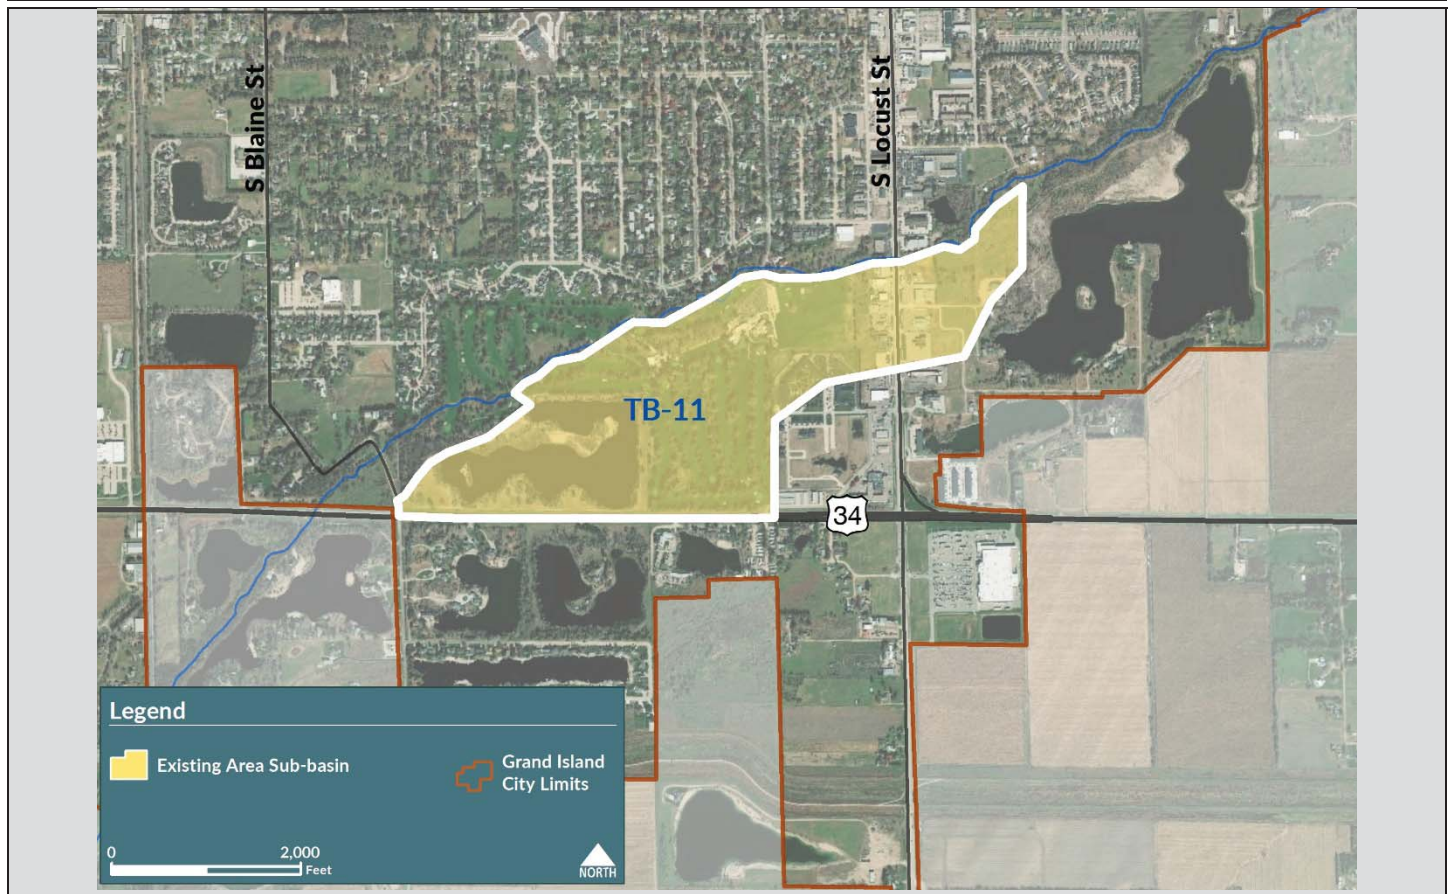 S Blaine St
S Locust St
TB-11
34
Legend
Existing Area Sub-basin
Grand Island
City Limits
0
2,000
Feet
NORTH